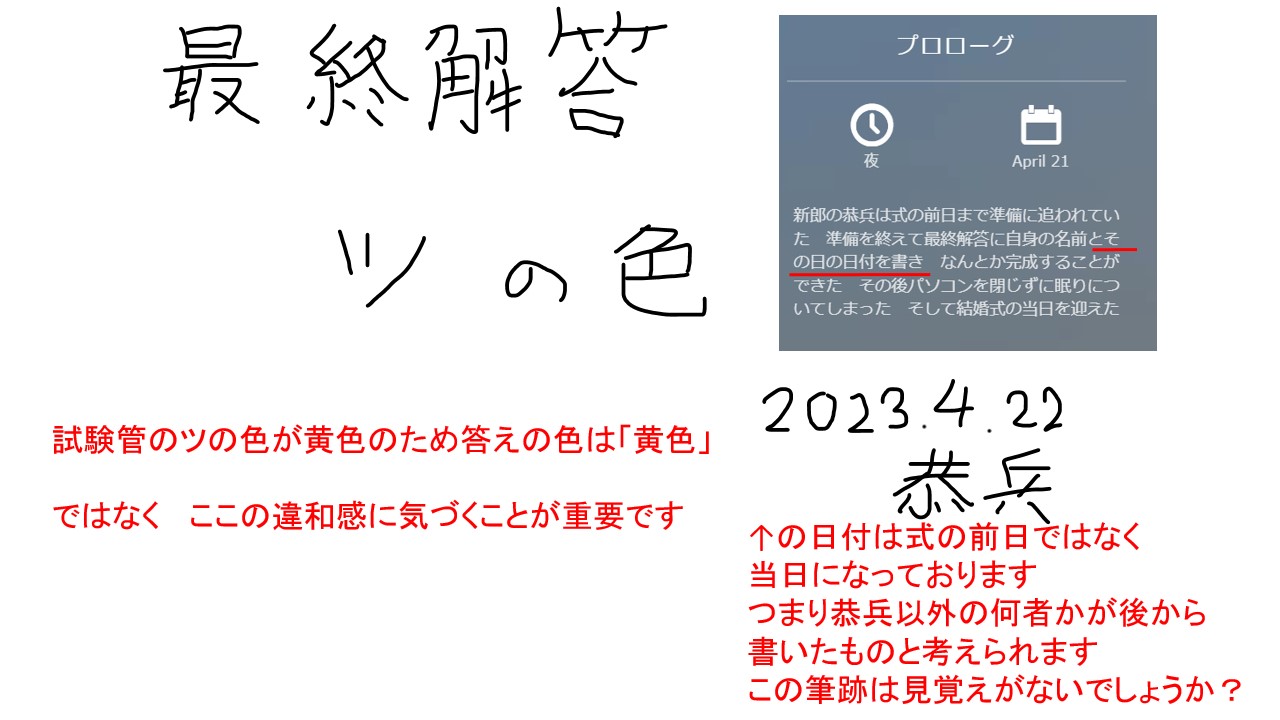 最終解答
ツの色
プロローグ
夜
April 21
新郎の恭兵は式の前日まで準備に追われてい
た　準備を終えて最終解答に自身の名前とそ
の日の日付を書き　なんとか完成することが
できた　その後パソコンを閉じずに眠りにつ
いてしまった　そして結婚式の当日を迎えた
試験管のツの色が黄色のため答えの色は「黄色」
ではなく　ここの違和感に気づくことが重要です
2023.4.22
恭兵
↑の日付は式の前日ではなく
当日になっております
つまり恭兵以外の何者かが後から
書いたものと考えられます
この筆跡は見覚えがないでしょうか？